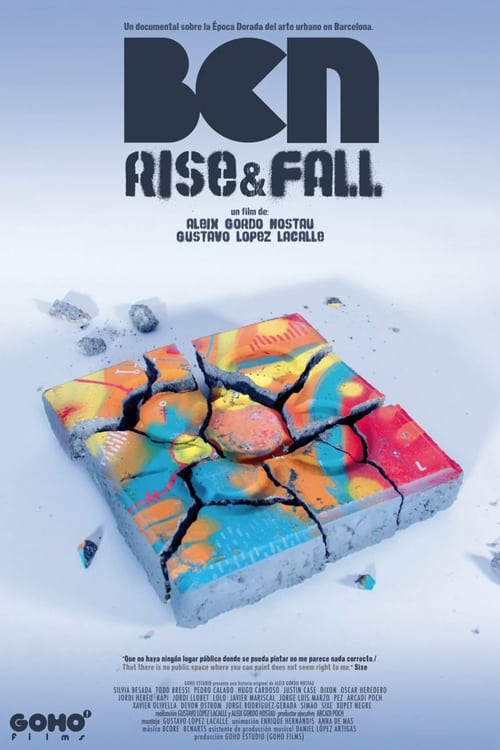 Un documental sobre la Época Dorada del arte urbano en Barcelona.
BCN
RISE & FALL
un film de:
ALEIX GORDO HOSTAU
GUSTAVO LOPEZ LACALLE
L
"Que no haya ningún lugar público donde se pueda pintar no me parece nada correcto./
That there is no public space where you can paint does not seem right to me." Sixe
GOHO ESTUDIO presenta una historia original de ALEIX GORDO HOSTAU
SILVIA BESADA TODO BRESSI PEDRO CALADO HUGO CARDOSO JUSTIN CASE DIXON OSCAR HEREDERO
JORDI HEREU KAPI JORDI LLORET LOLO JAVIER MARISCAL JORGE LUIS MARZO PEZ ARCADI POCH
XAVIER OLIVELLA DEVON OSTROM JORGE RODRÍGUEZ-GERADA SIMAO SIXE XUPET NEGRE
realización GUSTAVO LÓPEZ LACALLE y ALEIX GORDO HOSTAU productor ejecutivo ARCADI POCH
montaje GUSTAVO LÓPEZ LACALLE animación ENRIQUE HERNÁNDIS ANNA DE MAS
música BCORE BCNARTS asistente de producción musical DANIEL LÓPEZ ARTIGAS
producción GOHO ESTUDIO (GOHO FILMS)
GOHO
films